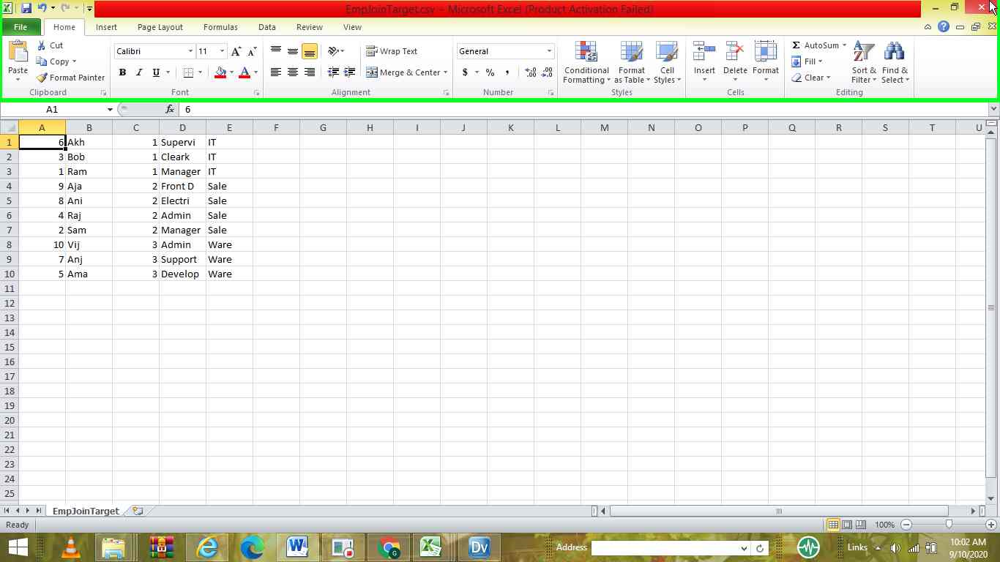 EmpJoinTarget.csv - Microsoft Excel (Product Activation Failed)
File Home Insert Page Layout Formulas Data Review View
Paste
Cut
Copy
Format Painter
Clipboard
Calibri 11 A A
B I U A
Font
Wrap Text
Merge & Center
Alignment
General
$ % , .00 .0
Number
Conditional Formatting
Format as Table
Cell Styles
Styles
Insert Delete Format
Cells
Σ AutoSum
Fill
Clear
Sort & Filter
Find & Select
Editing
A1 fx 6
A B C D E F G H I J K L M N O P Q R S T U
1 6 Akh 1 Supervi IT
2 3 Bob 1 Cleark IT
3 1 Ram 1 Manager IT
4 9 Aja 2 Front D Sale
5 8 Ani 2 Electri Sale
6 4 Raj 2 Admin Sale
7 2 Sam 2 Manager Sale
8 10 Vij 3 Admin Ware
9 7 Anj 3 Support Ware
10 5 Ama 3 Develop Ware
11
12
13
14
15
16
17
18
19
20
21
22
23
24
25
EmpJoinTarget
Ready 100%
Address Links 10:02 AM
9/10/2020